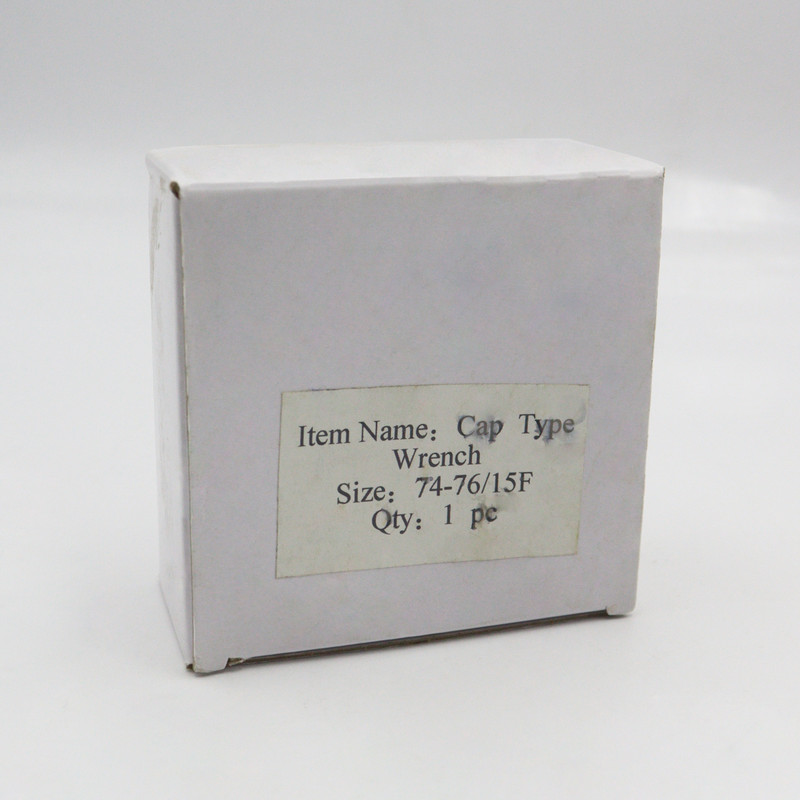 Item Name： Cap Type
Wrench
Size： 74-76/15F
Qty： 1 pc